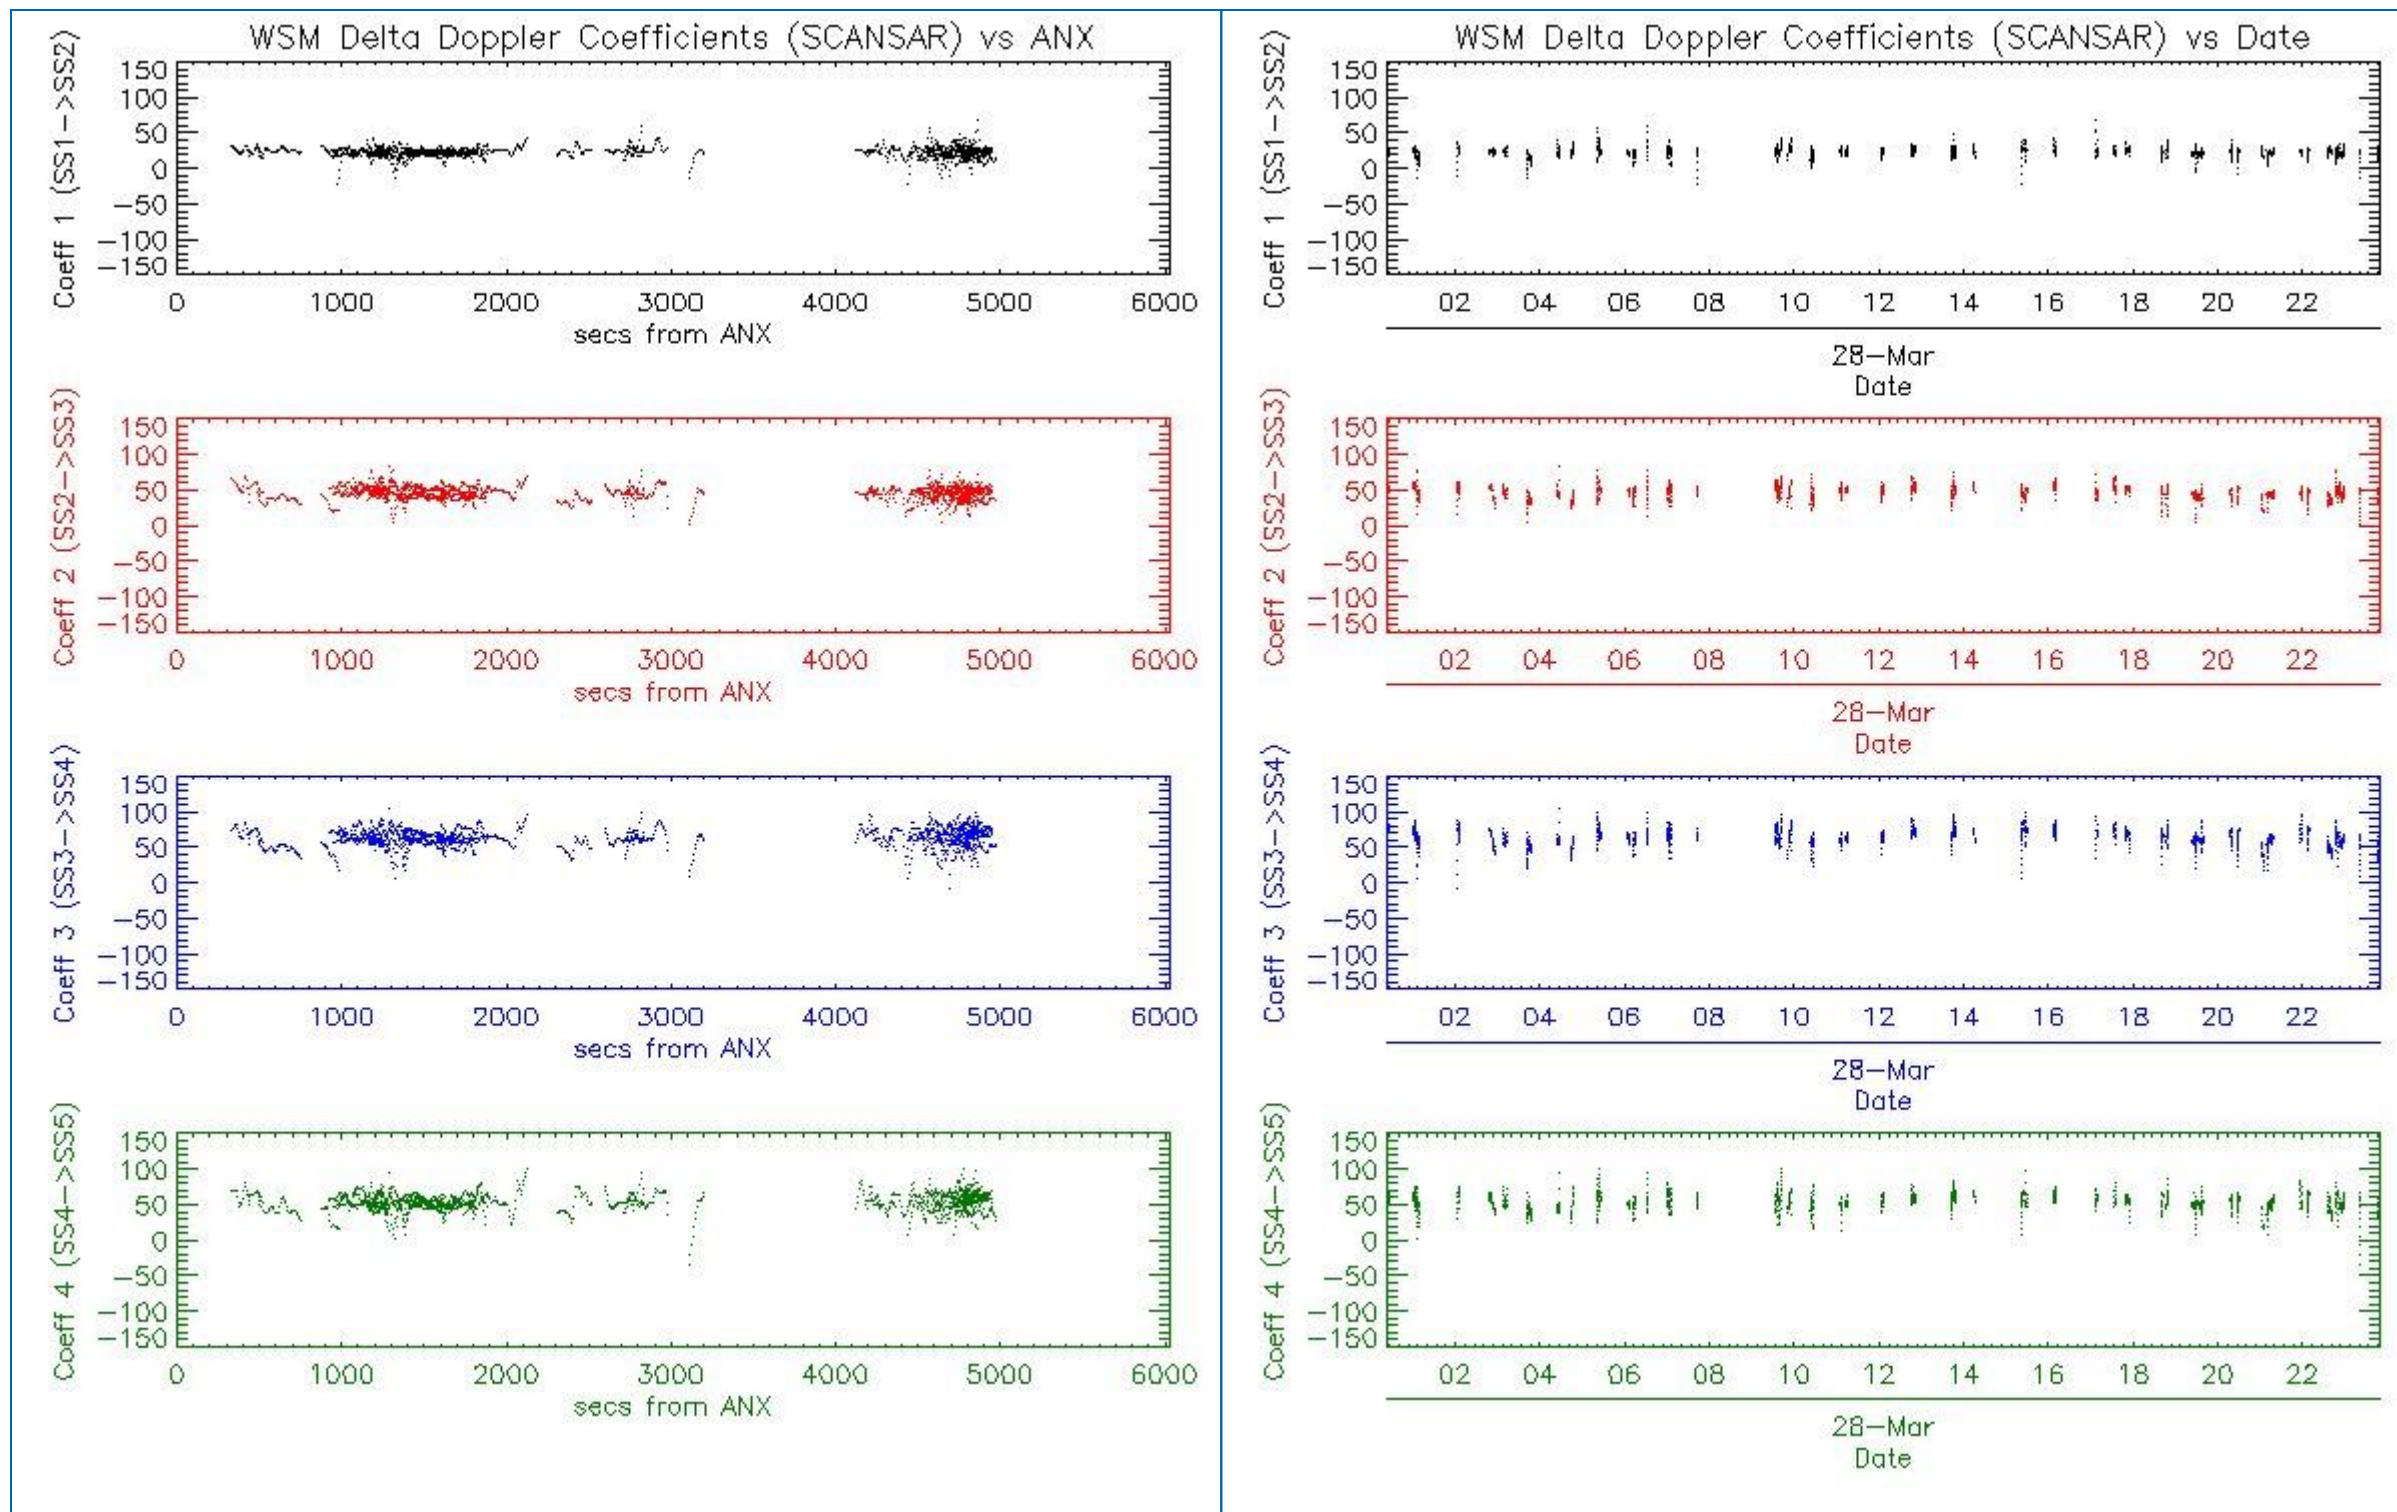 WSM Delta Doppler Coefficients (SCANSAR) vs ANX
Coeff 1 (SS1->SS2)
150
100
50
0
-50
-100
-150
0 1000 2000 3000 4000 5000 6000
secs from ANX
Coeff 2 (SS2->SS3)
150
100
50
0
-50
-100
-150
0 1000 2000 3000 4000 5000 6000
secs from ANX
Coeff 3 (SS3->SS4)
150
100
50
0
-50
-100
-150
0 1000 2000 3000 4000 5000 6000
secs from ANX
Coeff 4 (SS4->SS5)
150
100
50
0
-50
-100
-150
0 1000 2000 3000 4000 5000 6000
secs from ANX
WSM Delta Doppler Coefficients (SCANSAR) vs Date
Coeff 1 (SS1->SS2)
150
100
50
0
-50
-100
-150
02 04 06 08 10 12 14 16 18 20 22
28-Mar
Date
Coeff 2 (SS2->SS3)
150
100
50
0
-50
-100
-150
02 04 06 08 10 12 14 16 18 20 22
28-Mar
Date
Coeff 3 (SS3->SS4)
150
100
50
0
-50
-100
-150
02 04 06 08 10 12 14 16 18 20 22
28-Mar
Date
Coeff 4 (SS4->SS5)
150
100
50
0
-50
-100
-150
02 04 06 08 10 12 14 16 18 20 22
28-Mar
Date